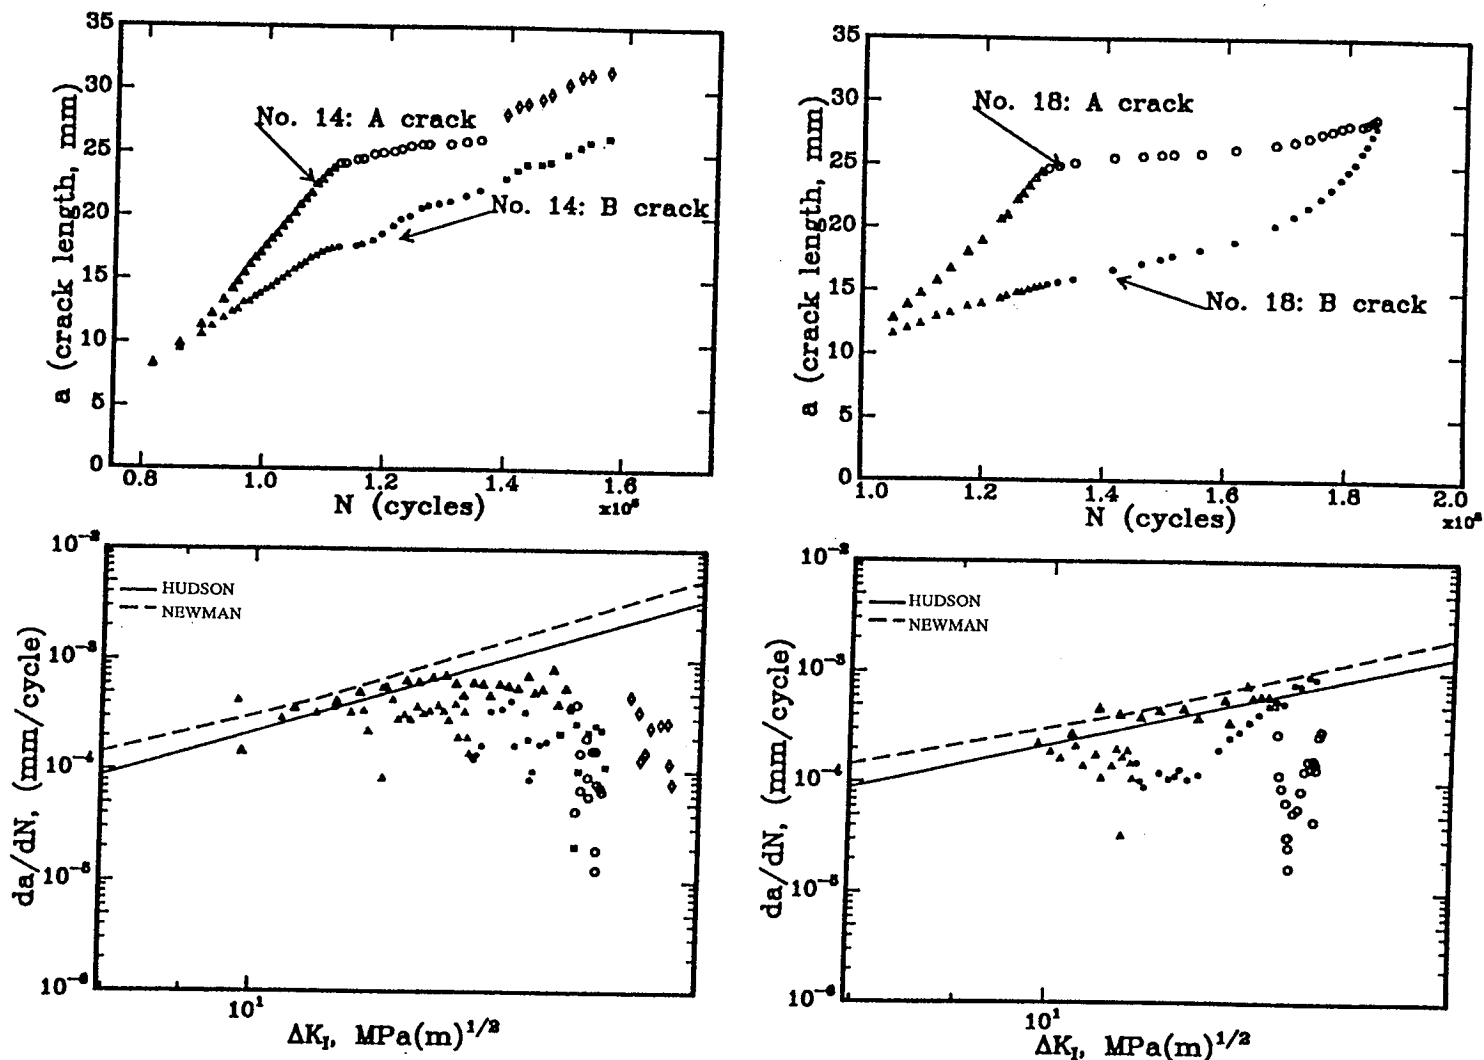 35
30
25
20
15
10
5
0
a (crack length, mm)
No. 14: A crack
No. 14: B crack
0.8 1.0 1.2 1.4 1.6
N (cycles)
35
30
25
20
15
10
5
0
a (crack length, mm)
No. 18: A crack
No. 18: B crack
1.0 1.2 1.4 1.6 1.8 2.0
N (cycles)
10⁻²
10⁻³
10⁻⁴
10⁻⁵
10⁻⁶
da/dN, (mm/cycle)
HUDSON
NEWMAN
10¹
ΔK_I, MPa(m)^1/2
10⁻²
10⁻³
10⁻⁴
10⁻⁵
10⁻⁶
da/dN, (mm/cycle)
HUDSON
NEWMAN
10¹
ΔK_I, MPa(m)^1/2